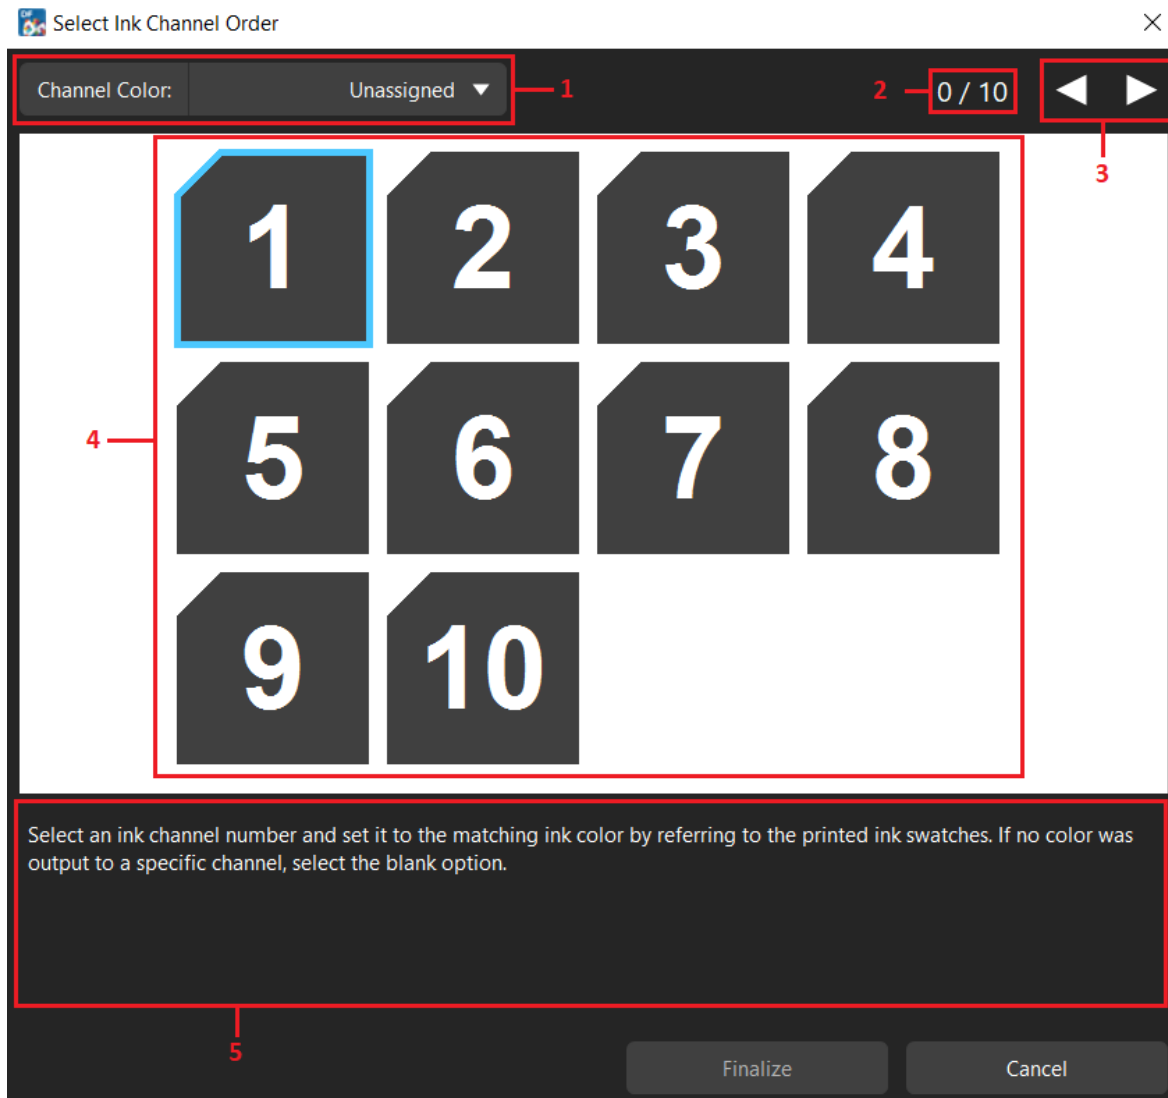 DF
Select Ink Channel Order
Channel Color: Unassigned 1 2 0 / 10
3
1 2 3 4
4 5 6 7 8
9 10
Select an ink channel number and set it to the matching ink color by referring to the printed ink swatches. If no color was
output to a specific channel, select the blank option.
5
Finalize Cancel